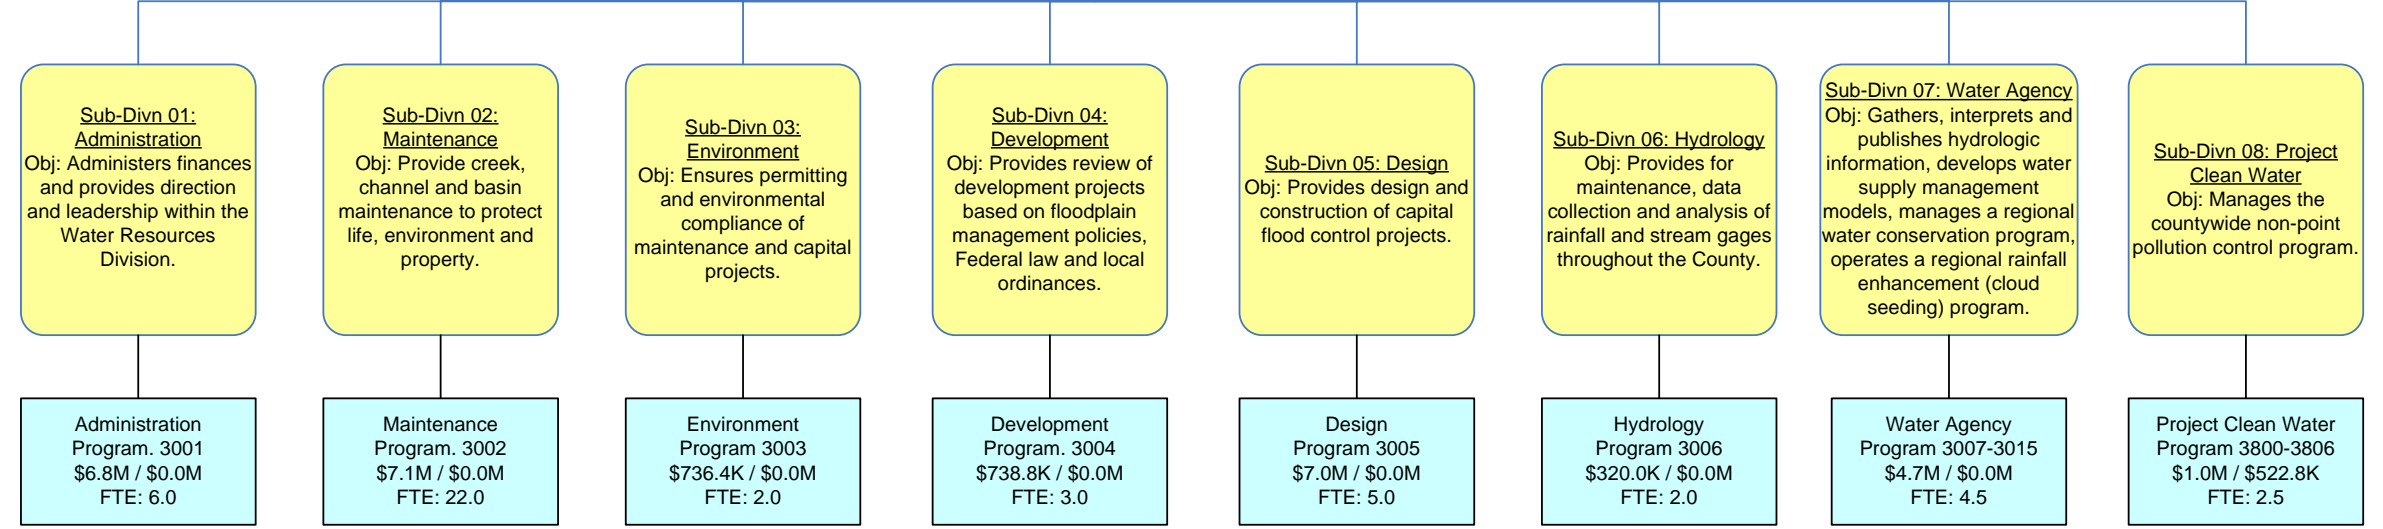 Sub-Divn 01:
Administration
Obj: Administers finances
and provides direction
and leadership within the
Water Resources
Division.
Sub-Divn 02:
Maintenance
Obj: Provide creek,
channel and basin
maintenance to protect
life, environment and
property.
Sub-Divn 03:
Environment
Obj: Ensures permitting
and environmental
compliance of
maintenance and capital
projects.
Sub-Divn 04:
Development
Obj: Provides review of
development projects
based on floodplain
management policies,
Federal law and local
ordinances.
Sub-Divn 05: Design
Obj: Provides design and
construction of capital
flood control projects.
Sub-Divn 06: Hydrology
Obj: Provides for
maintenance, data
collection and analysis of
rainfall and stream gages
throughout the County.
Sub-Divn 07: Water Agency
Obj: Gathers, interprets and
publishes hydrologic
information, develops water
supply management
models, manages a regional
water conservation program,
operates a regional rainfall
enhancement (cloud
seeding) program.
Sub-Divn 08: Project
Clean Water
Obj: Manages the
countywide non-point
pollution control program.
Administration
Program. 3001
$6.8M / $0.0M
FTE: 6.0
Maintenance
Program. 3002
$7.1M / $0.0M
FTE: 22.0
Environment
Program 3003
$736.4K / $0.0M
FTE: 2.0
Development
Program. 3004
$738.8K / $0.0M
FTE: 3.0
Design
Program 3005
$7.0M / $0.0M
FTE: 5.0
Hydrology
Program 3006
$320.0K / $0.0M
FTE: 2.0
Water Agency
Program 3007-3015
$4.7M / $0.0M
FTE: 4.5
Project Clean Water
Program 3800-3806
$1.0M / $522.8K
FTE: 2.5